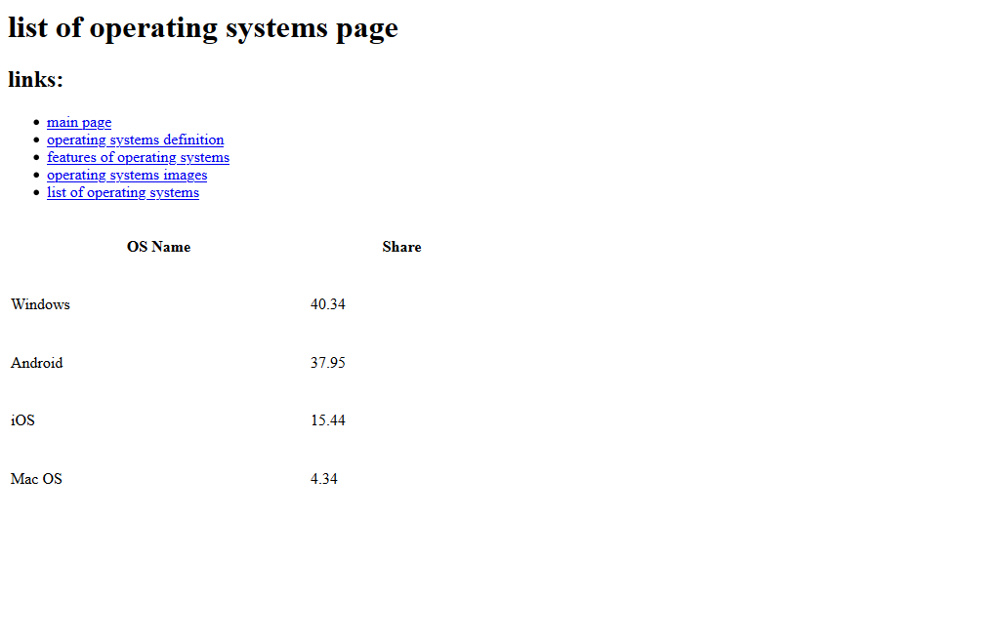 list of operating systems page
links:
main page
operating systems definition
features of operating systems
operating systems images
list of operating systems
OS Name Share
Windows 40.34
Android 37.95
iOS 15.44
Mac OS 4.34